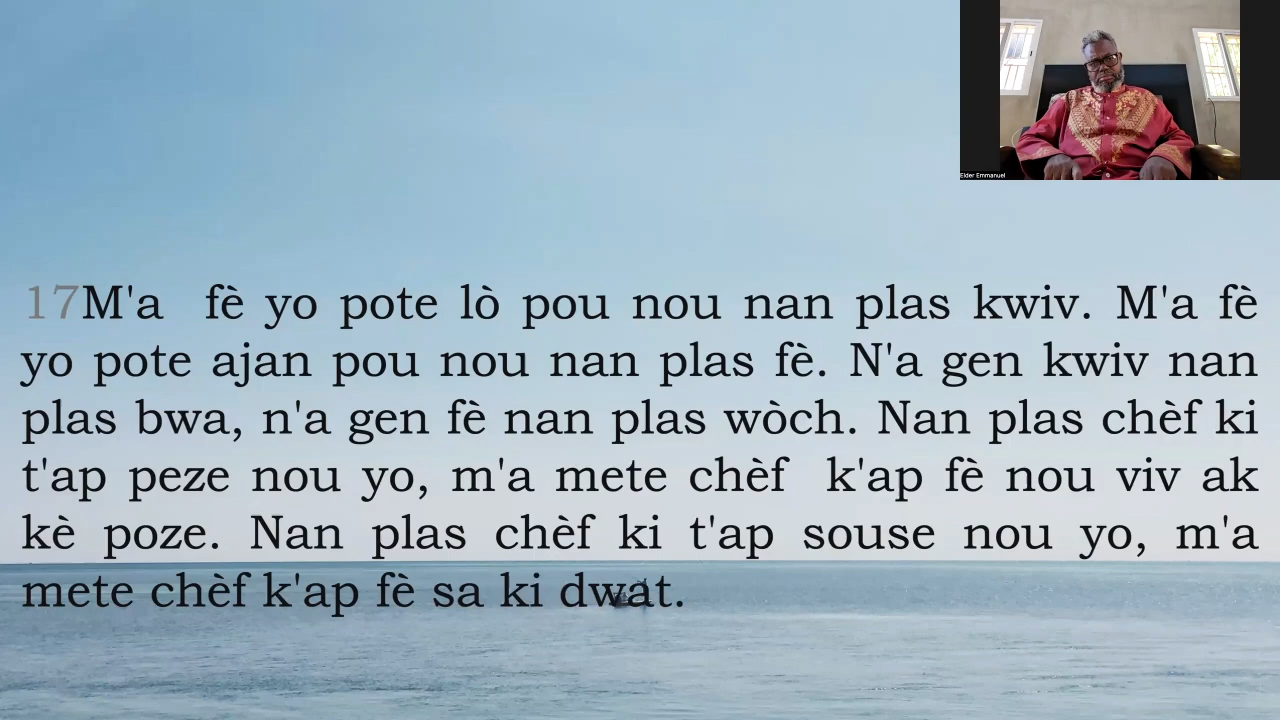 Elder Emmanuel
17M'a fè yo pote lò pou nou nan plas kwiv. M'a fè
yo pote ajan pou nou nan plas fè. N'a gen kwiv nan
plas bwa, n'a gen fè nan plas wòch. Nan plas chèf ki
t'ap peze nou yo, m'a mete chèf k'ap fè nou viv ak
kè poze. Nan plas chèf ki t'ap souse nou yo, m'a
mete chèf k'ap fè sa ki dwat.